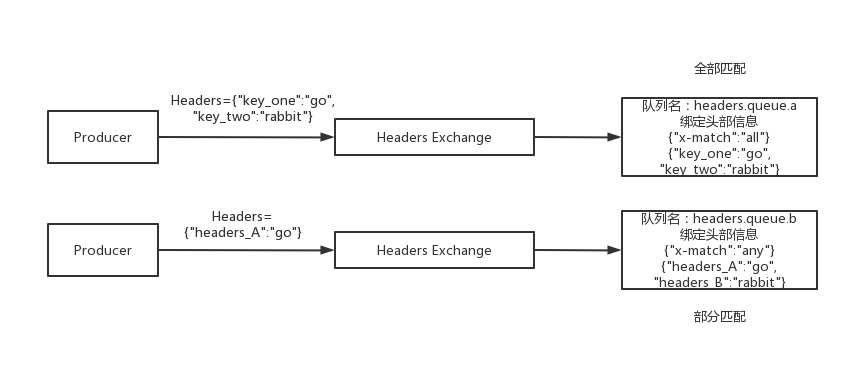 全部匹配
Headers={"key_one":"go",
"key_two":"rabbit"}
Producer
Headers Exchange
队列名：headers.queue.a
绑定头部信息
{"x-match":"all"}
{"key_one":"go",
"key_two":"rabbit"}
Headers=
{"headers_A":"go"}
Producer
Headers Exchange
队列名：headers.queue.b
绑定头部信息
{"x-match":"any"}
{"headers_A":"go",
"headers_B":"rabbit"}
部分匹配